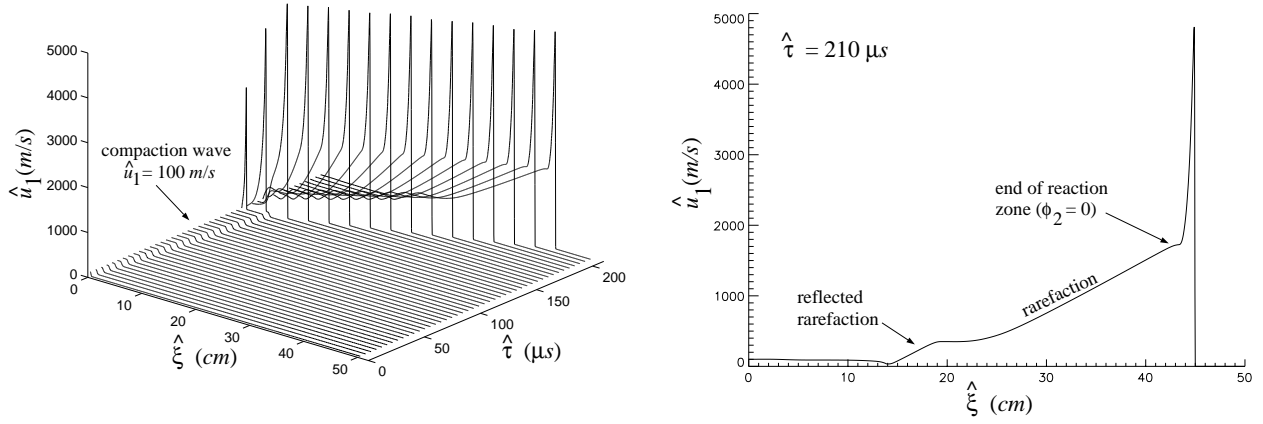 5000
4000
3000
2000
1000
0
û₁(m/s)
compaction wave
û₁= 100 m/s
0
10
20
30
40
50
ξ̂ (cm)
0
50
100
150
200
τ̂ (μs)
5000
4000
3000
2000
1000
0
û₁(m/s)
τ̂ = 210 μs
end of reaction
zone (ϕ₂ = 0)
rarefaction
reflected
rarefaction
0
10
20
30
40
50
ξ̂ (cm)